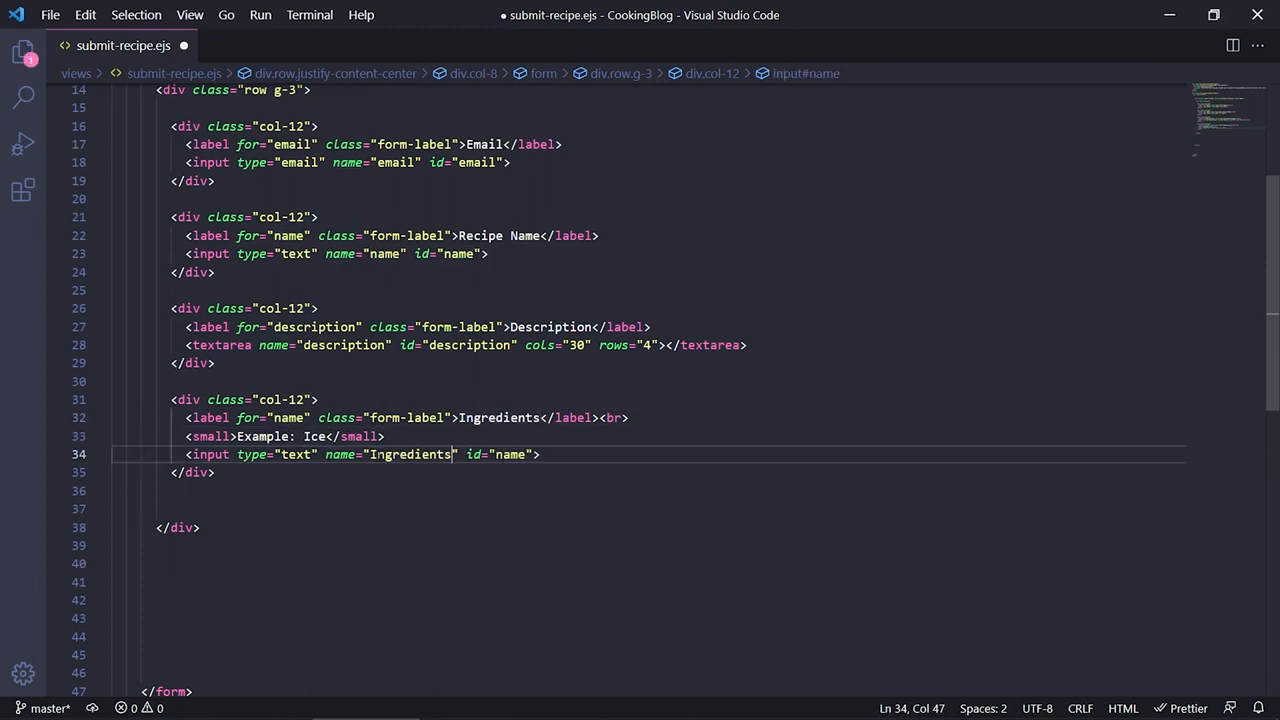 File Edit Selection View Go Run Terminal Help ● submit-recipe.ejs - CookingBlog - Visual Studio Code
submit-recipe.ejs
views > submit-recipe.ejs > div.row.justify-content-center > div.col-8 > form > div.row.g-3 > div.col-12 > input#name
1
14 <div class="row g-3">
15
16 <div class="col-12">
17 <label for="email" class="form-label">Email</label>
18 <input type="email" name="email" id="email">
19 </div>
20
21 <div class="col-12">
22 <label for="name" class="form-label">Recipe Name</label>
23 <input type="text" name="name" id="name">
24 </div>
25
26 <div class="col-12">
27 <label for="description" class="form-label">Description</label>
28 <textarea name="description" id="description" cols="30" rows="4"></textarea>
29 </div>
30
31 <div class="col-12">
32 <label for="name" class="form-label">Ingredients</label><br>
33 <small>Example: Ice</small>
34 <input type="text" name="Ingredients" id="name">
35 </div>
36
37
38 </div>
39
40
41
42
43
44
45
46
47 </form>
master* 0 0 Ln 34, Col 47 Spaces: 2 UTF-8 CRLF HTML Prettier